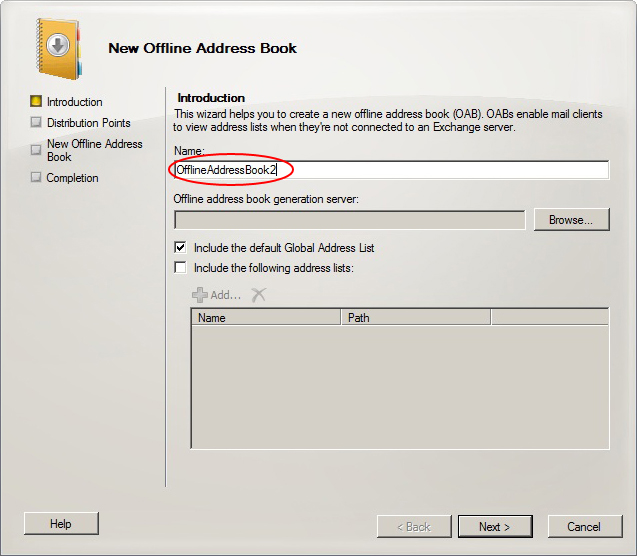 New Offline Address Book
Introduction
Distribution Points
New Offline Address
Book
Completion
Introduction
This wizard helps you to create a new offline address book (OAB). OABs enable mail clients
to view address lists when they're not connected to an Exchange server.
Name:
OfflineAddressBook2
Offline address book generation server:
Browse...
Include the default Global Address List
Include the following address lists:
Add...
Name Path
Help
< Back Next > Cancel